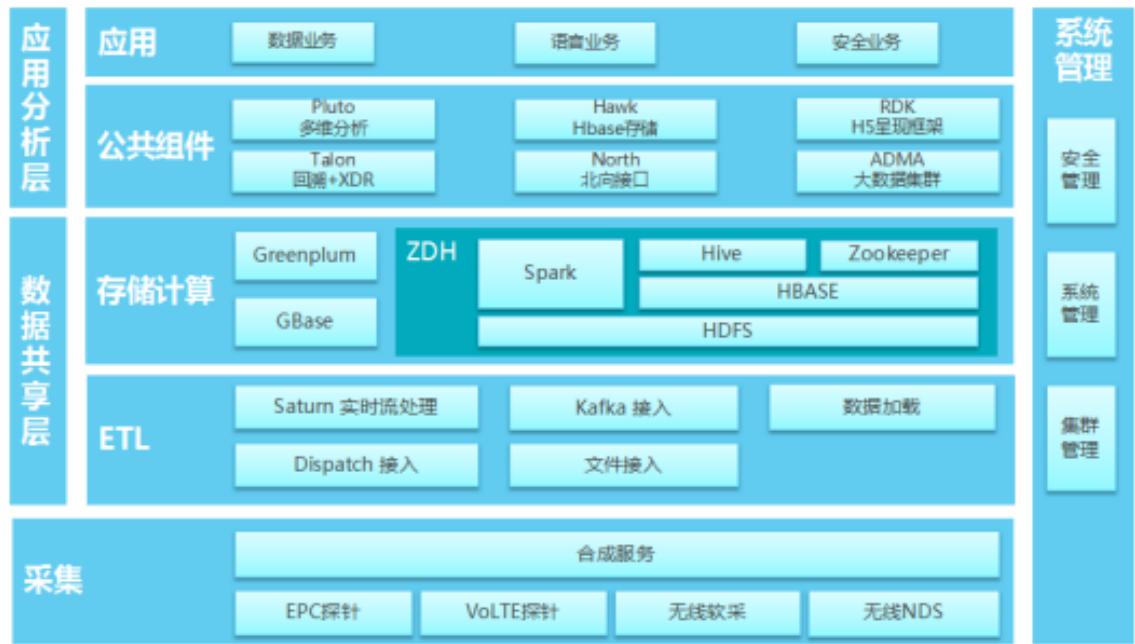 应用分析层
应用
数据业务
语音业务
安全业务
公共组件
Pluto
多维分析
Hawk
Hbase存储
RDK
H5呈现框架
Talon
回溯+XDR
North
北向接口
ADMA
大数据集群
数据共享层
存储计算
Greenplum
GBase
ZDH
Spark
Hive
Zookeeper
HBASE
HDFS
ETL
Saturn 实时流处理
Kafka 接入
数据加载
Dispatch 接入
文件接入
采集
合成服务
EPC探针
VoLTE探针
无线软采
无线NDS
系统
管理
安全
管理
系统
管理
集群
管理